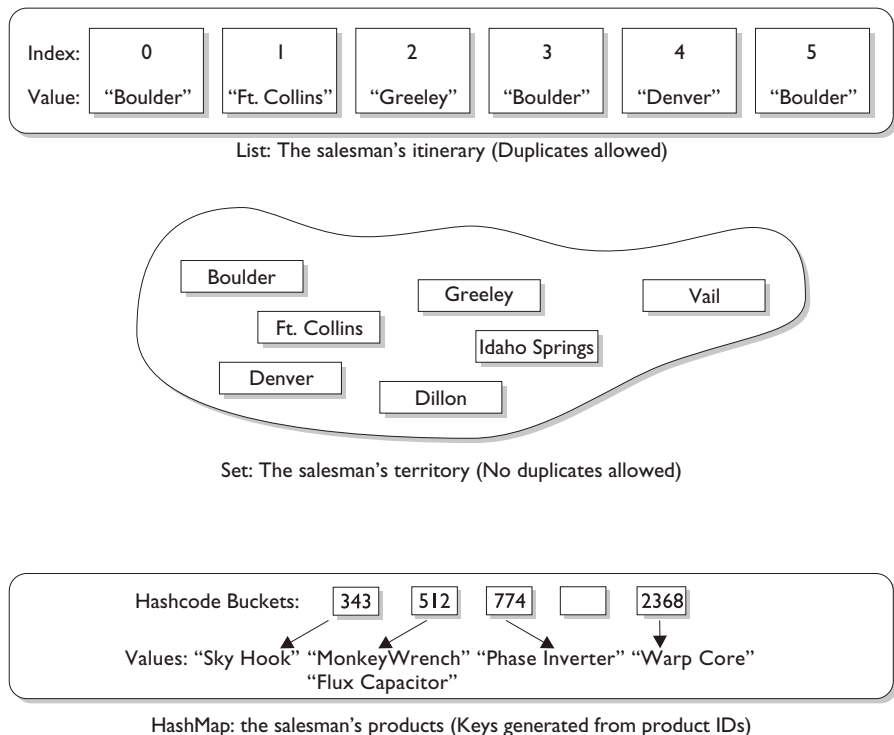 Index: 0 1 2 3 4 5
Value: “Boulder” “Ft. Collins” “Greeley” “Boulder” “Denver” “Boulder”
List: The salesman’s itinerary (Duplicates allowed)
Boulder
Greeley
Vail
Ft. Collins
Idaho Springs
Denver
Dillon
Set: The salesman’s territory (No duplicates allowed)
Hashcode Buckets: 343 512 774 2368
Values: “Sky Hook” “MonkeyWrench” “Phase Inverter” “Warp Core”
“Flux Capacitor”
HashMap: the salesman’s products (Keys generated from product IDs)